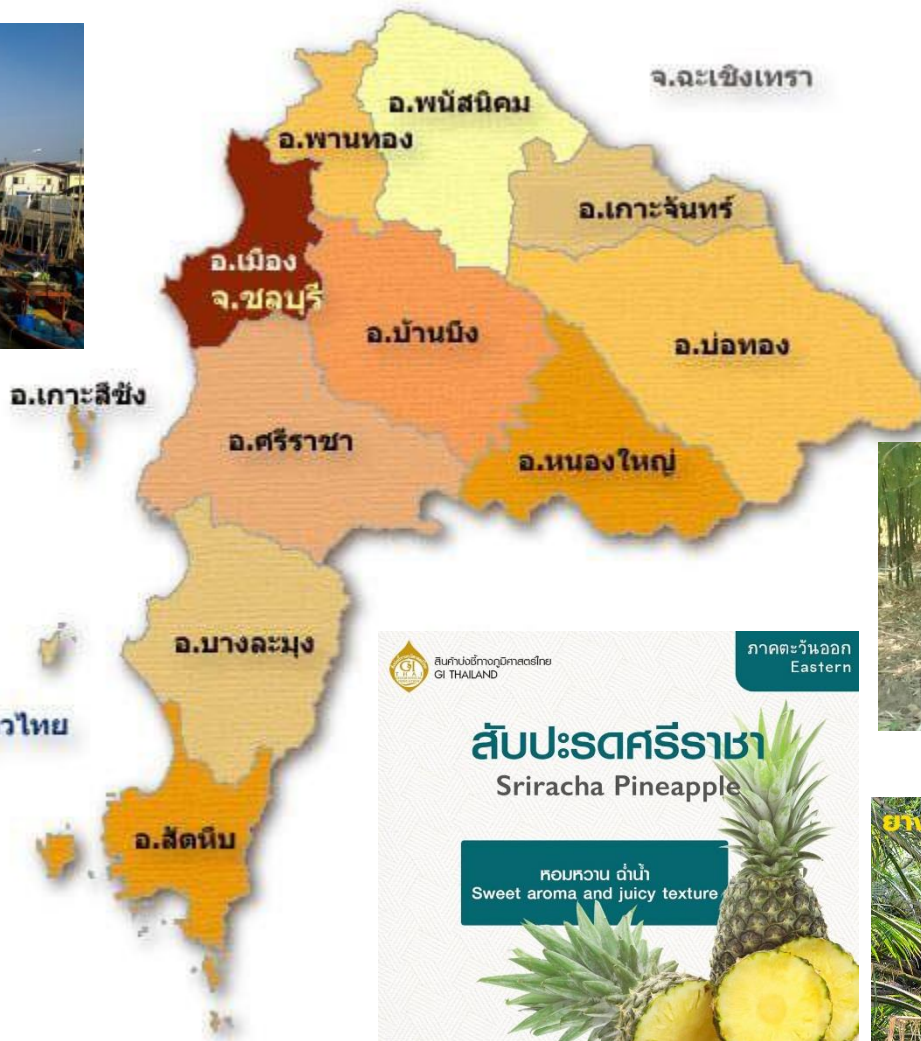 จ.ฉะเชิงเทรา
อ.พนัสนิคม
อ.พานทอง
อ.เกาะจันทร์
อ.เมือง
จ.ชลบุรี
อ.บ้านบึง
อ.บ่อทอง
อ.เกาะสีชัง
อ.ศรีราชา
อ.หนองใหญ่
อ.บางละมุง
วไทย
อ.สัตหีบ
สินค้าบ่งชี้ทางภูมิศาสตร์ไทย
GI THAILAND
ภาคตะวันออก
Eastern
สับปะรดศรีราชา
Sriracha Pineapple
หอมหวาน ฉ่ำน้ำ
Sweet aroma and juicy texture